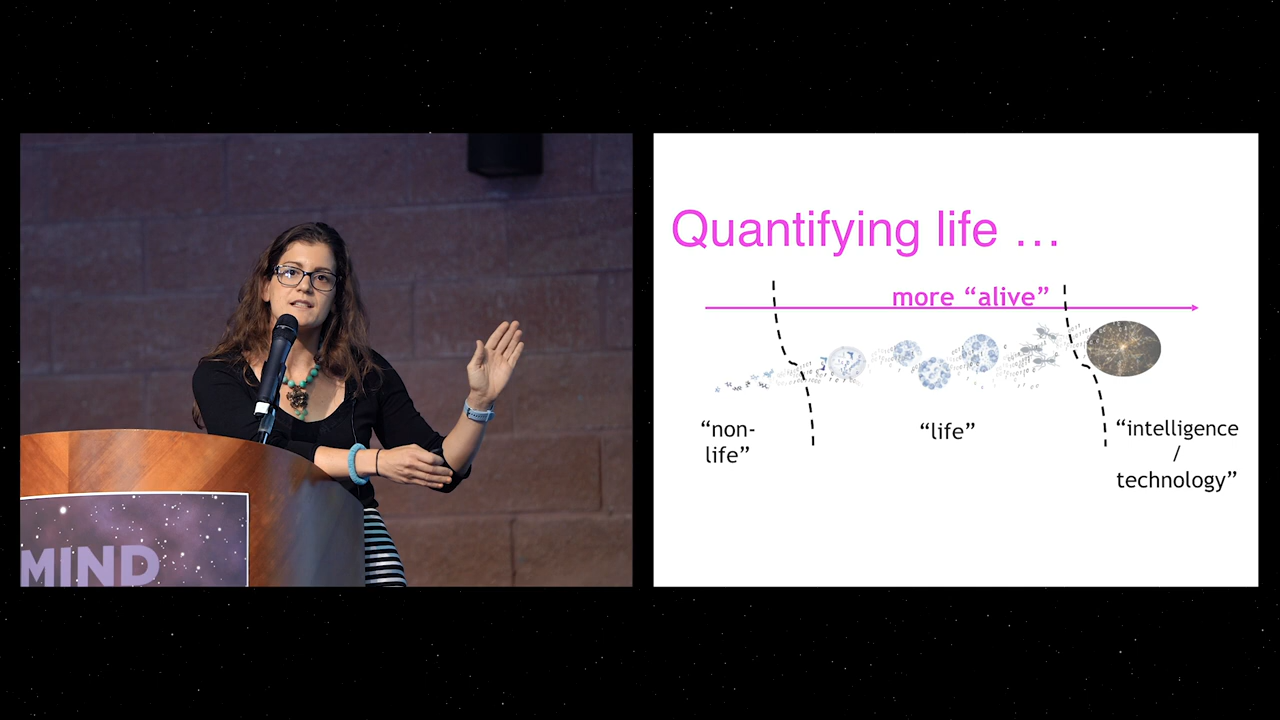 MIND
Quantifying life …
more “alive”
“non-
life”
“life”
“intelligence
/
technology”